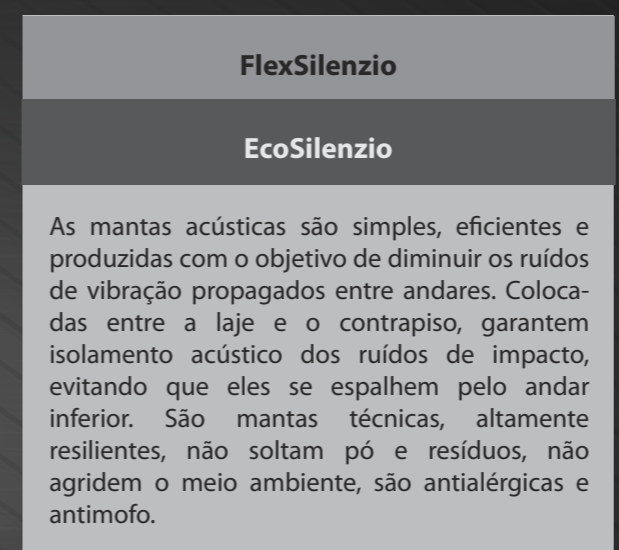 FlexSilenzio
EcoSilenzio
As mantas acústicas são simples, eficientes e
produzidas com o objetivo de diminuir os ruídos
de vibração propagados entre andares. Coloca-
das entre a laje e o contrapiso, garantem
isolamento acústico dos ruídos de impacto,
evitando que eles se espalhem pelo andar
inferior. São mantas técnicas, altamente
resilientes, não soltam pó e resíduos, não
agridem o meio ambiente, são antialérgicas e
antimofo.